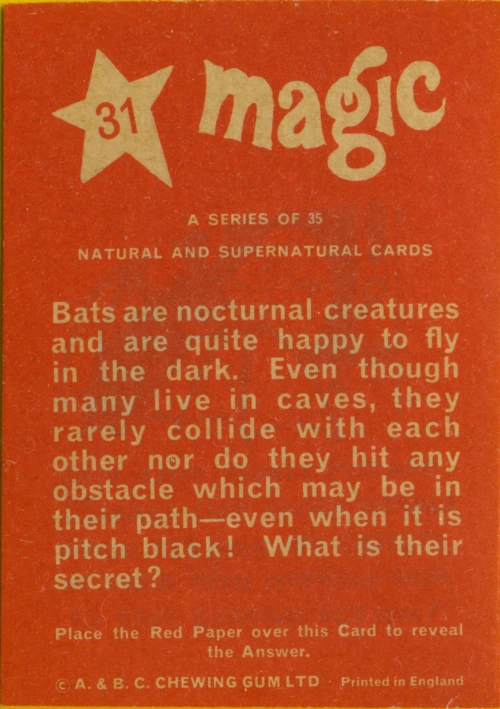 31
magic
A SERIES OF 35
NATURAL AND SUPERNATURAL CARDS
Bats are nocturnal creatures
and are quite happy to fly
in the dark. Even though
many live in caves, they
rarely collide with each
other nor do they hit any
obstacle which may be in
their path—even when it is
pitch black! What is their
secret?
Place the Red Paper over this Card to reveal
the Answer.
© A. & B. C. CHEWING GUM LTD · Printed in England